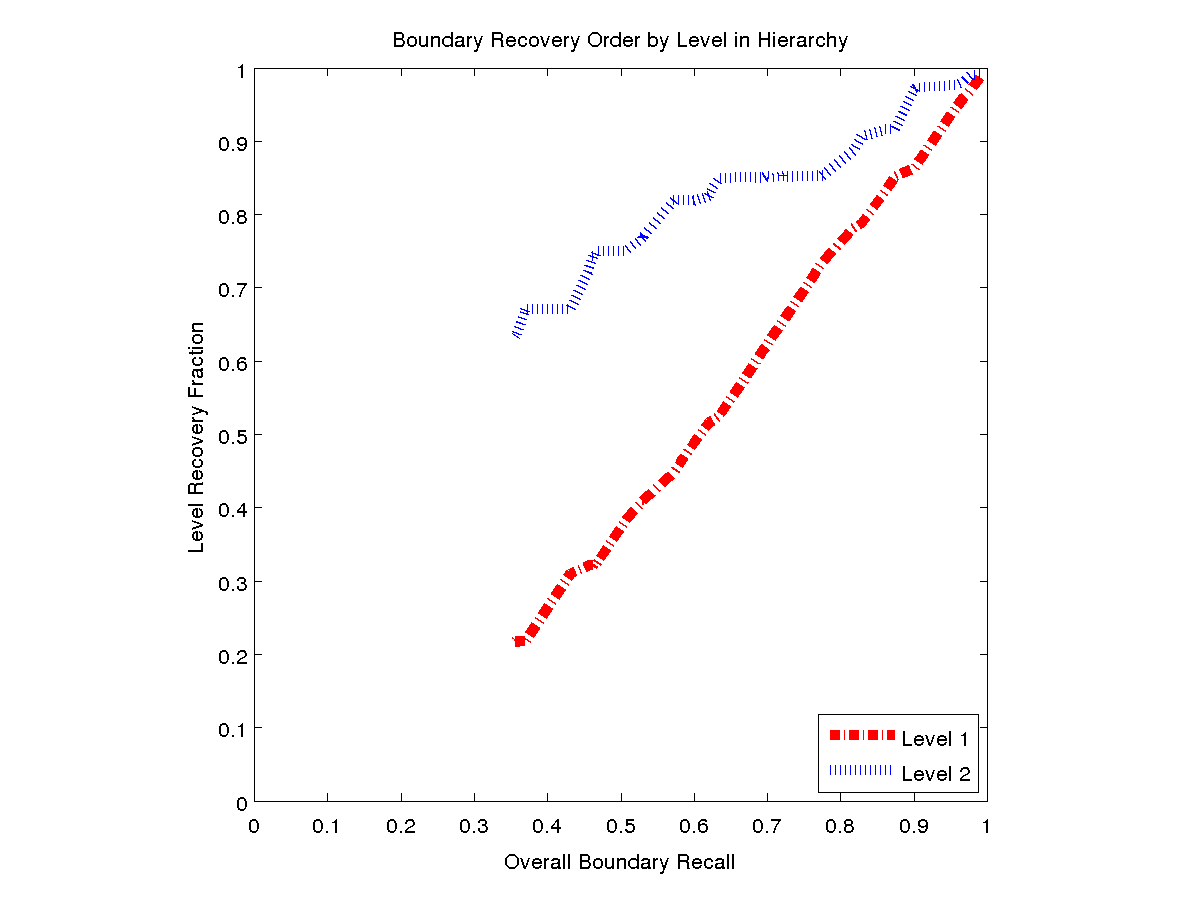 Boundary Recovery Order by Level in Hierarchy
1
0.9
0.8
0.7
0.6
0.5
0.4
0.3
0.2
0.1
0
Level Recovery Fraction
Level 1
Level 2
0 0.1 0.2 0.3 0.4 0.5 0.6 0.7 0.8 0.9 1
Overall Boundary Recall